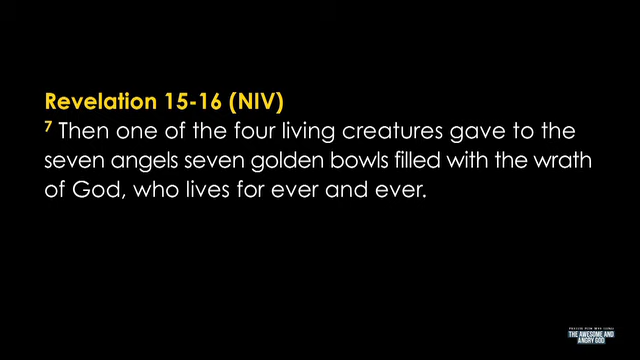 Revelation 15-16 (NIV)
7 Then one of the four living creatures gave to the
seven angels seven golden bowls filled with the wrath
of God, who lives for ever and ever.
THE AWESOME AND
ANGRY GOD